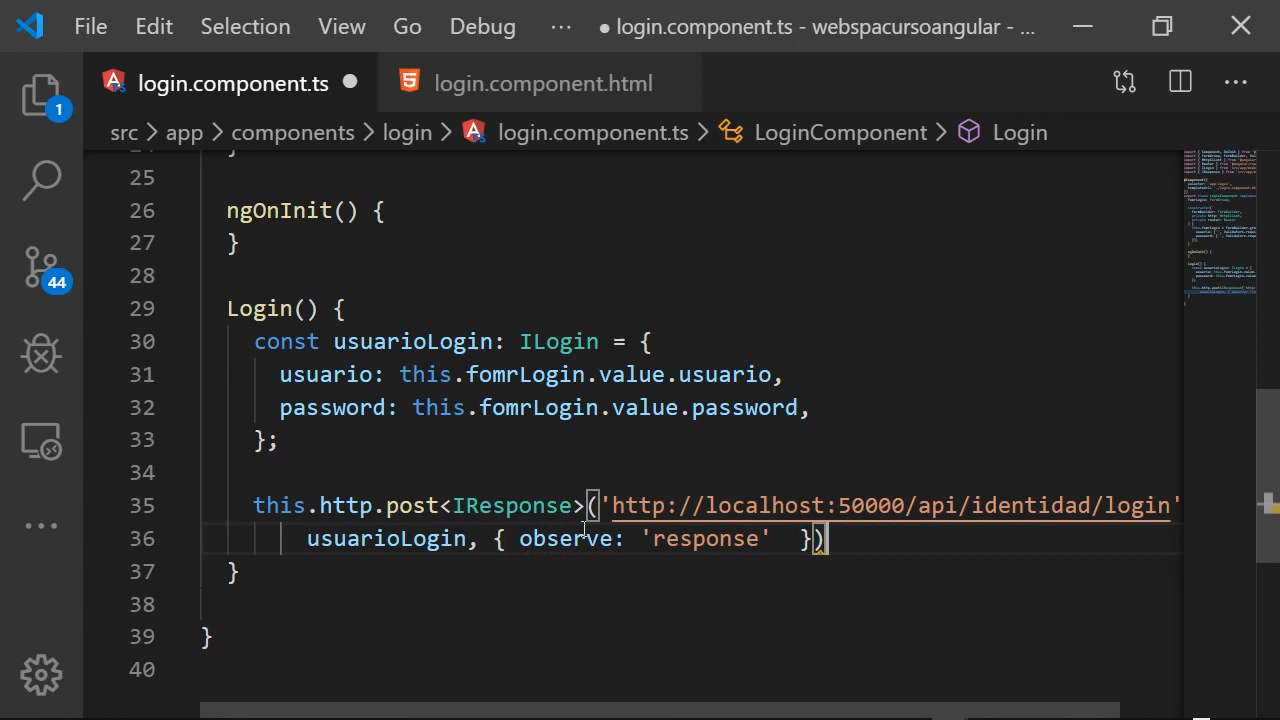 File Edit Selection View Go Debug ··· ● login.component.ts - webspacursoangular - ...
login.component.ts ● login.component.html
src > app > components > login > login.component.ts > LoginComponent > Login
25
26 ngOnInit() {
27 }
28
29 Login() {
30 const usuarioLogin: ILogin = {
31 usuario: this.fomrLogin.value.usuario,
32 password: this.fomrLogin.value.password,
33 };
34
35 this.http.post<IResponse>('http://localhost:50000/api/identidad/login'
36 usuarioLogin, { observe: 'response'  })
37 }
38
39 }
40
1
44